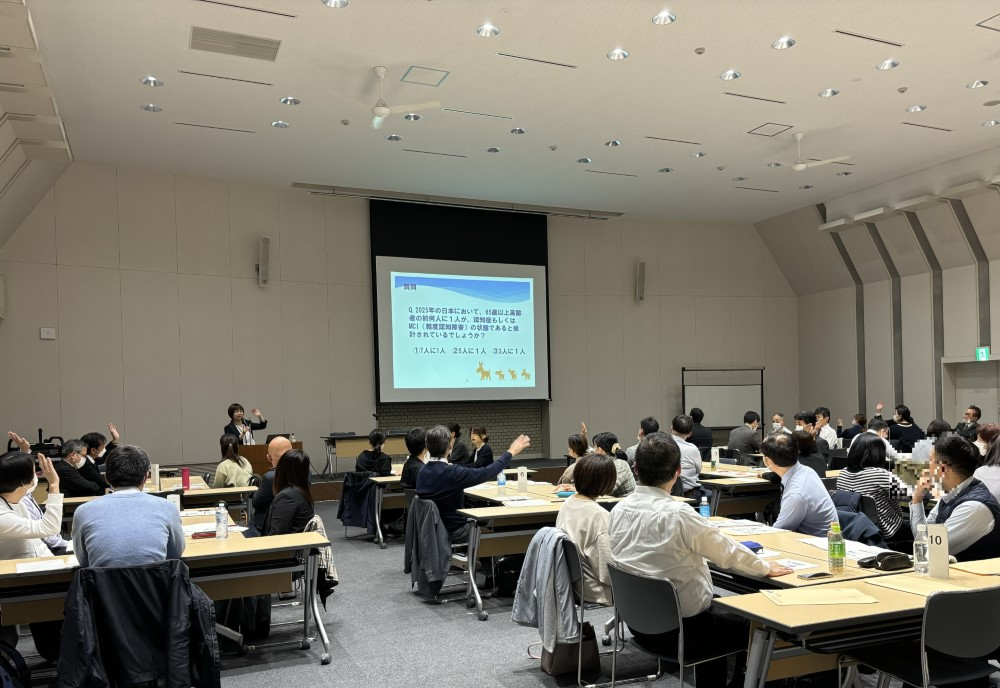 質問
Q.2025年の日本において、65歳以上高齢
者の約何人に1人が、認知症もしくは
MCI（軽度認知障害）の状態であると推
計されているでしょうか？
①7人に1人 ②5人に1人 ③3人に1人
10